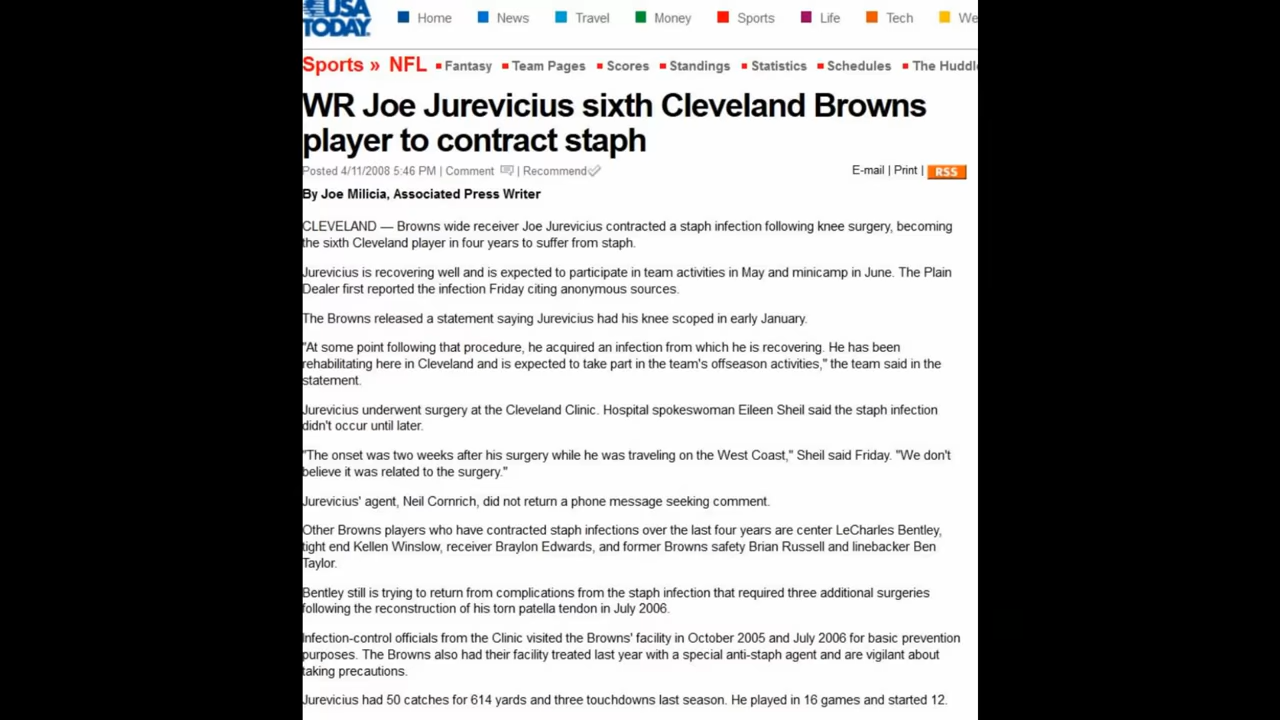 USA
TODAY
Home News Travel Money Sports Life Tech We
Sports » NFL Fantasy Team Pages Scores Standings Statistics Schedules The Huddl
WR Joe Jurevicius sixth Cleveland Browns
player to contract staph
Posted 4/11/2008 5:46 PM | Comment | Recommend E-mail | Print | RSS
By Joe Milicia, Associated Press Writer
CLEVELAND — Browns wide receiver Joe Jurevicius contracted a staph infection following knee surgery, becoming
the sixth Cleveland player in four years to suffer from staph.
Jurevicius is recovering well and is expected to participate in team activities in May and minicamp in June. The Plain
Dealer first reported the infection Friday citing anonymous sources.
The Browns released a statement saying Jurevicius had his knee scoped in early January.
"At some point following that procedure, he acquired an infection from which he is recovering. He has been
rehabilitating here in Cleveland and is expected to take part in the team's offseason activities," the team said in the
statement.
Jurevicius underwent surgery at the Cleveland Clinic. Hospital spokeswoman Eileen Sheil said the staph infection
didn't occur until later.
"The onset was two weeks after his surgery while he was traveling on the West Coast," Sheil said Friday. "We don't
believe it was related to the surgery."
Jurevicius' agent, Neil Cornrich, did not return a phone message seeking comment.
Other Browns players who have contracted staph infections over the last four years are center LeCharles Bentley,
tight end Kellen Winslow, receiver Braylon Edwards, and former Browns safety Brian Russell and linebacker Ben
Taylor.
Bentley still is trying to return from complications from the staph infection that required three additional surgeries
following the reconstruction of his torn patella tendon in July 2006.
Infection-control officials from the Clinic visited the Browns' facility in October 2005 and July 2006 for basic prevention
purposes. The Browns also had their facility treated last year with a special anti-staph agent and are vigilant about
taking precautions.
Jurevicius had 50 catches for 614 yards and three touchdowns last season. He played in 16 games and started 12.